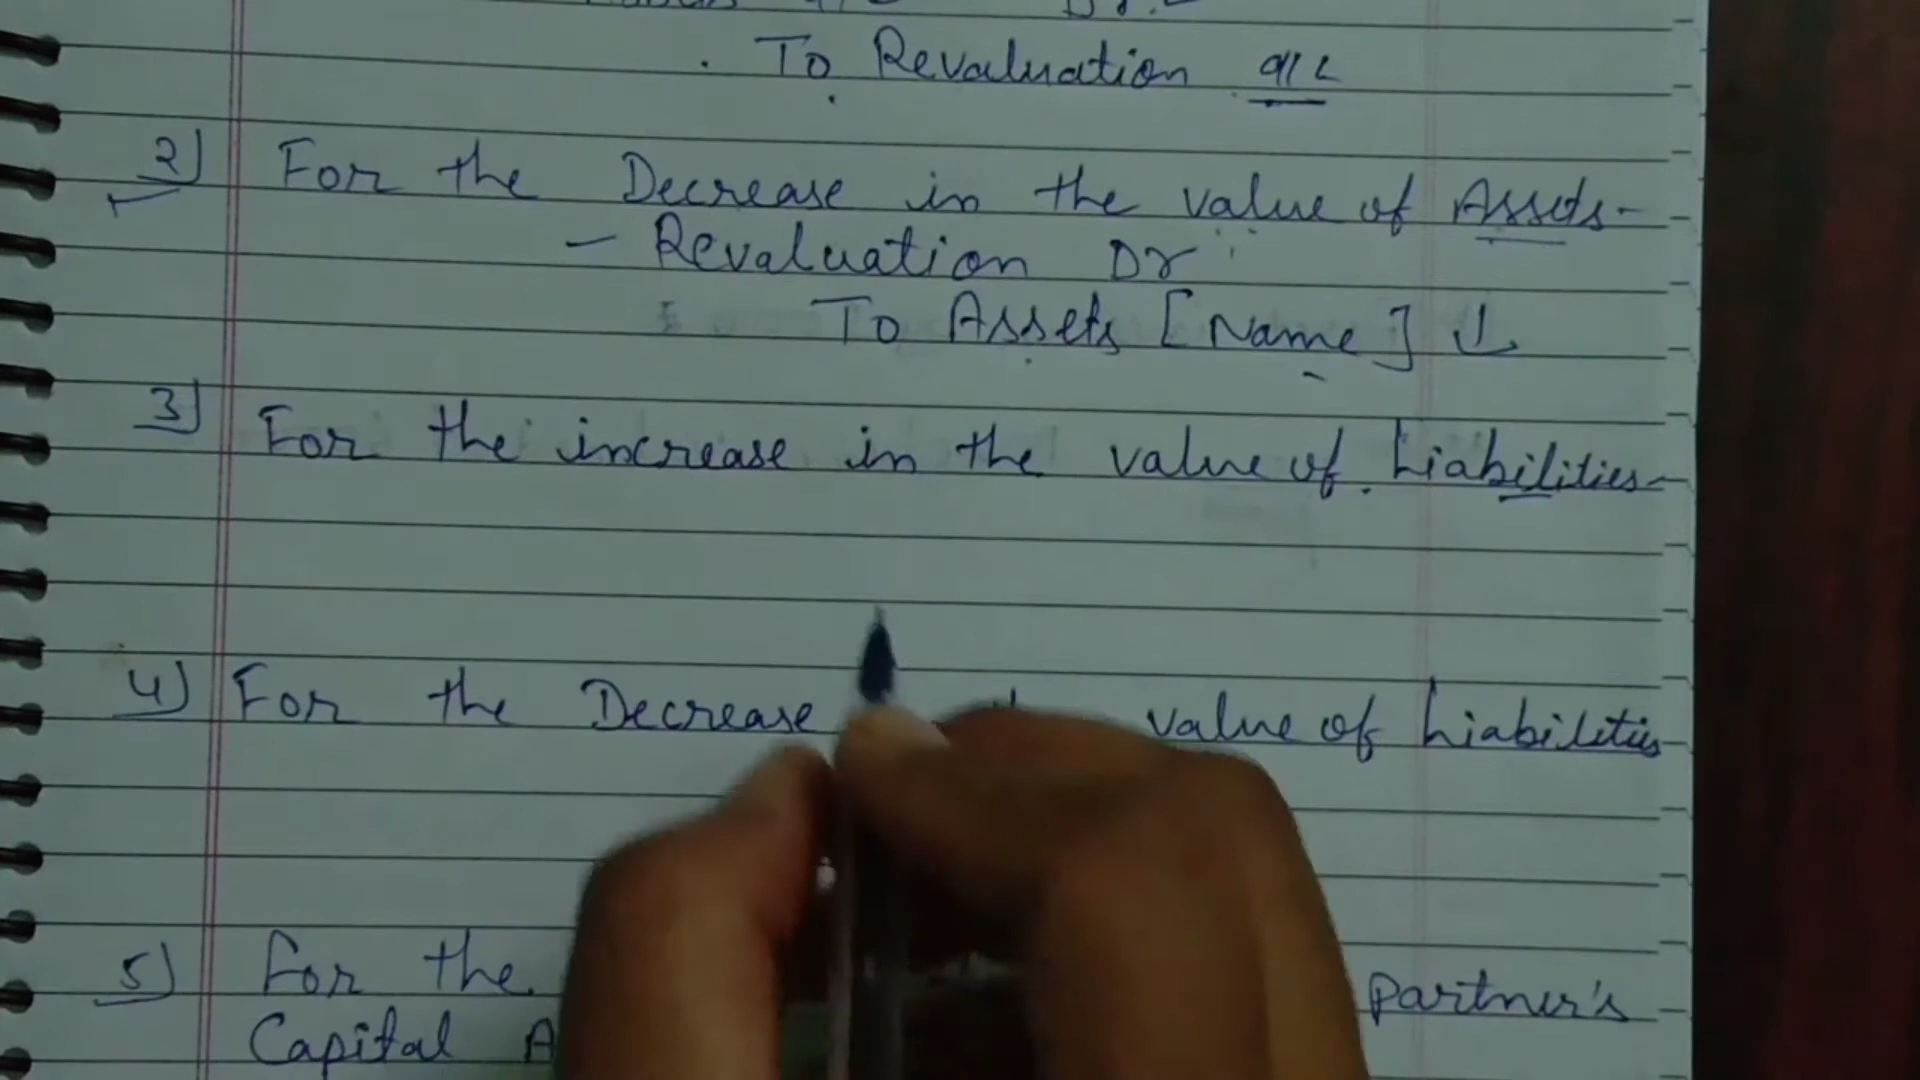 To Revaluation a/c
2) For the Decrease in the value of Assets-
- Revaluation Dr
To Assets [Name] ↓
3) For the increase in the value of Liabilities-
4) For the Decrease value of Liabilities
5) For the Partner's
Capital A